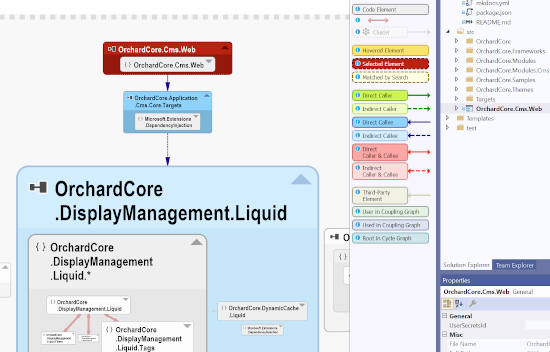 OrchardCore.Cms.Web
{ } OrchardCore.Cms.Web
OrchardCore.Application
.Cms.Core.Targets
Microsoft.Extensions
.DependencyInjection
OrchardCore
.DisplayManagement.Liquid
{ } OrchardCore
.DisplayManagement
.Liquid.*
{ } OrchardCore
.DisplayManagement.Liquid
{ } OrchardCore
.DisplayManagement
.Liquid.Tags
OrchardCore.DynamicCache
.Liquid
Microsoft.Extensions
.DependencyInjection
Code Element
Cluster
Hovered Element
Selected Element
Matched by Search
Direct Caller
Indirect Caller
Direct Callee
Indirect Callee
Direct
Caller & Callee
Indirect
Caller & Callee
Third-Party
Element
User in Coupling Graph
Used in Coupling Graph
Root in Cycle Graph
mkdocs.yml
package.json
README.md
src
OrchardCore
OrchardCore.Frameworks
OrchardCore.Modules
OrchardCore.Modules.Cms
OrchardCore.Samples
OrchardCore.Themes
Targets
OrchardCore.Cms.Web
Templates
test
Solution Explorer Team Explorer
Properties
OrchardCore.Cms.Web General
General
UserSecretsId
Misc
File Name Orchard